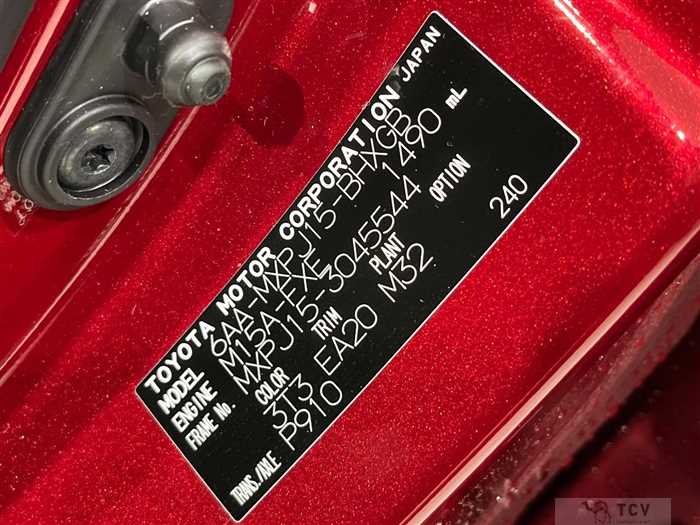 TOYOTA MOTOR CORPORATION JAPAN
MODEL 6AA-MXPJ15-BHXGB
ENGINE M15A-FXE 1490 mL
FRAME No. MXPJ15-3045544
COLOR TRIM PLANT OPTION
3T3 EA20 M32 240
TRANS./AXLE P910
TCV